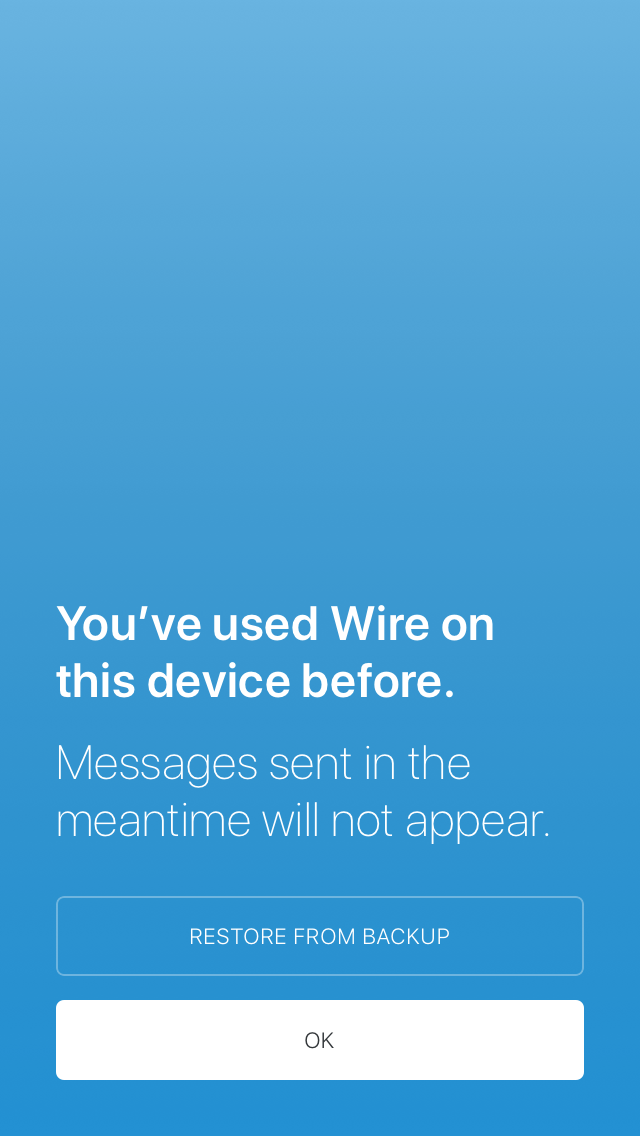 You’ve used Wire on
this device before.
Messages sent in the
meantime will not appear.
RESTORE FROM BACKUP
OK